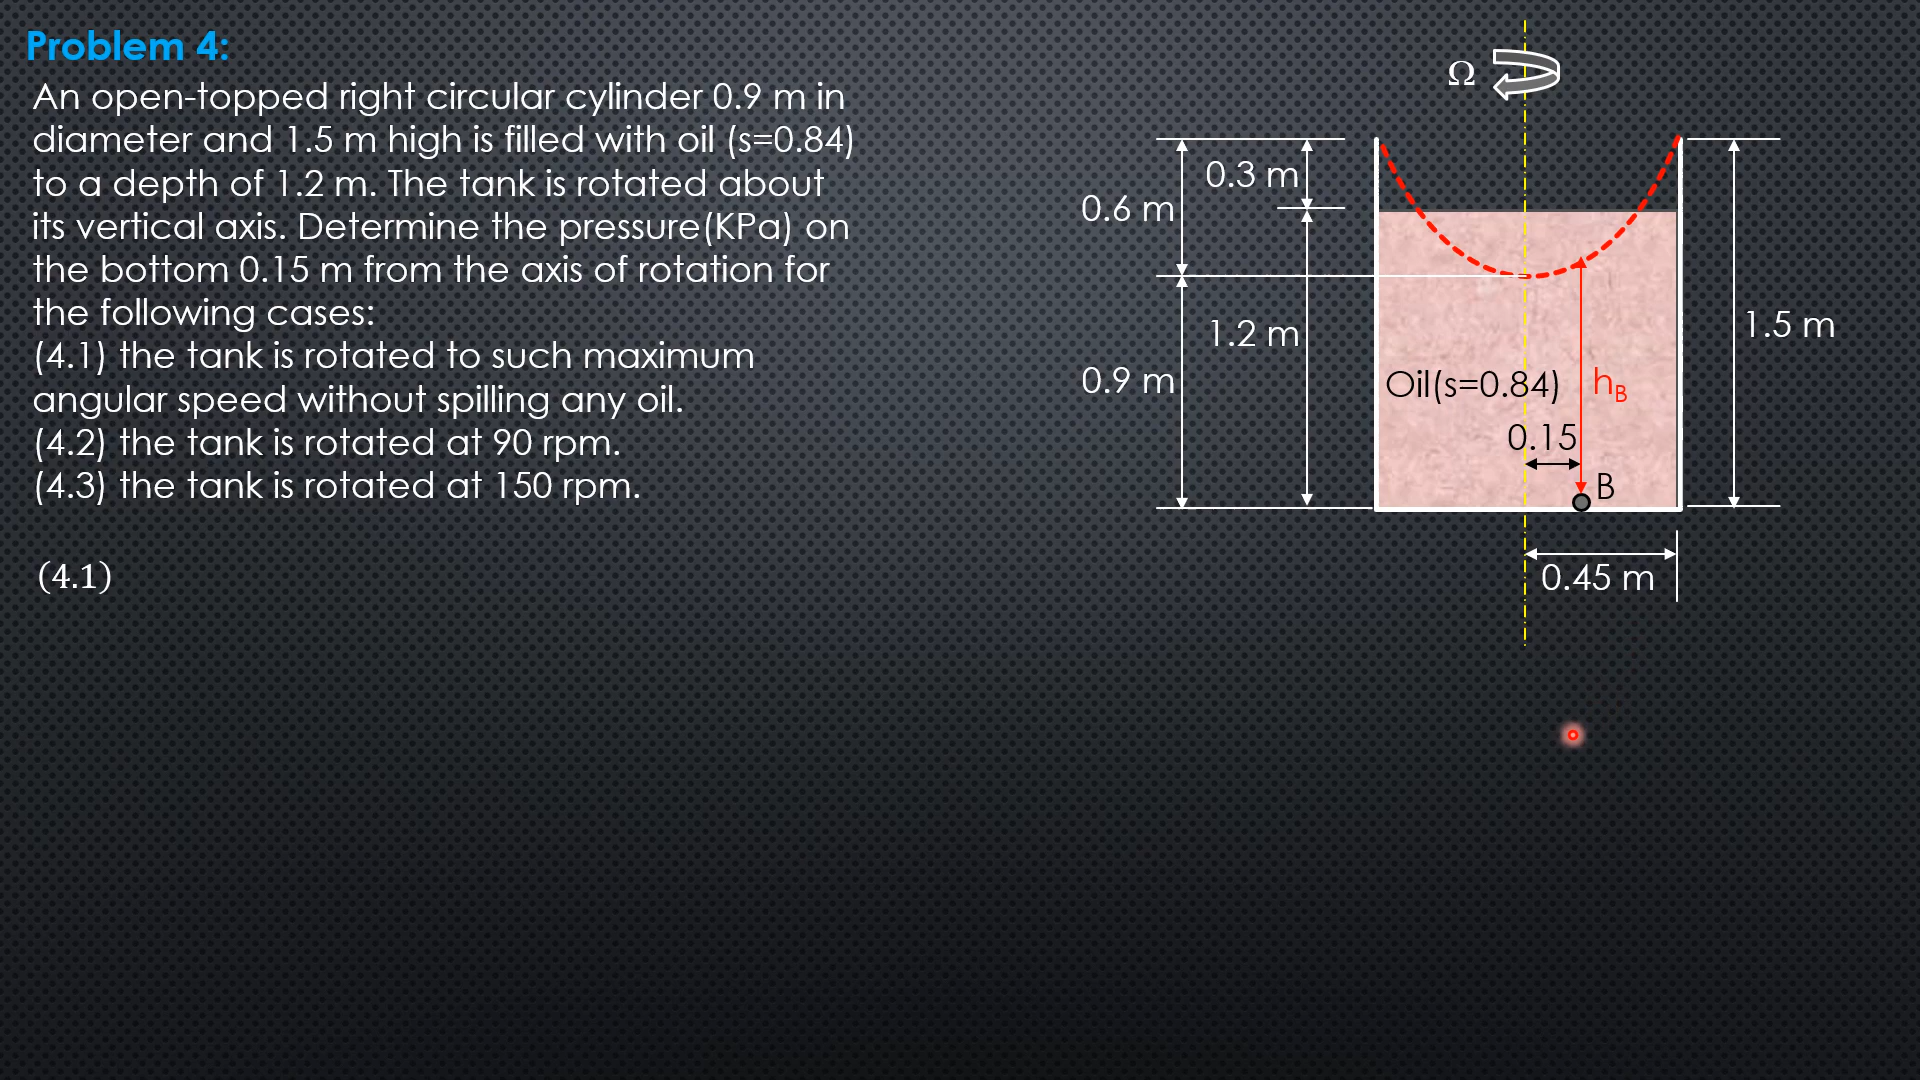 Problem 4:
An open-topped right circular cylinder 0.9 m in
diameter and 1.5 m high is filled with oil (s=0.84)
to a depth of 1.2 m. The tank is rotated about
its vertical axis. Determine the pressure(KPa) on
the bottom 0.15 m from the axis of rotation for
the following cases:
(4.1) the tank is rotated to such maximum
angular speed without spilling any oil.
(4.2) the tank is rotated at 90 rpm.
(4.3) the tank is rotated at 150 rpm.
(4.1)
Ω
0.3 m
0.6 m
1.2 m
1.5 m
0.9 m
Oil(s=0.84)
hB
0.15
B
0.45 m